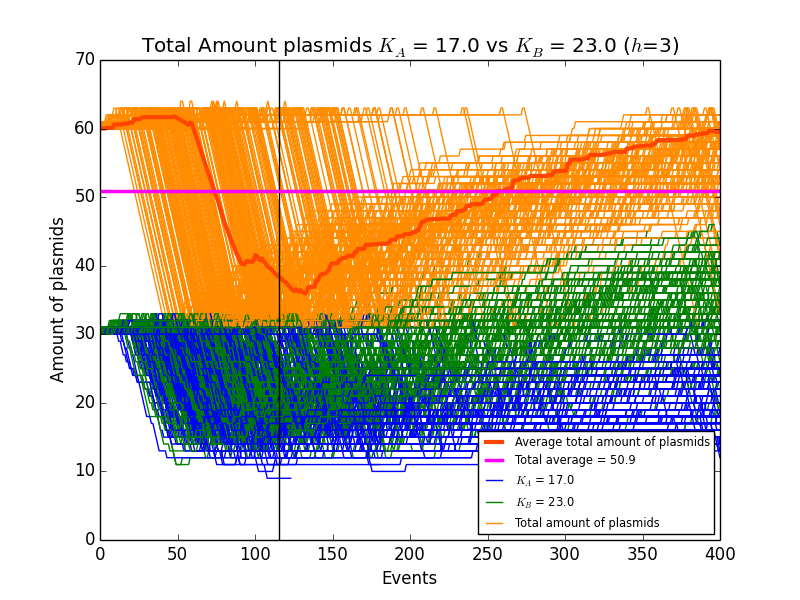 Total Amount plasmids K_A = 17.0 vs K_B = 23.0 (h=3)
70
60
50
40
30
20
10
0
Amount of plasmids
Average total amount of plasmids
Total average = 50.9
K_A = 17.0
K_B = 23.0
Total amount of plasmids
0 50 100 150 200 250 300 350 400
Events